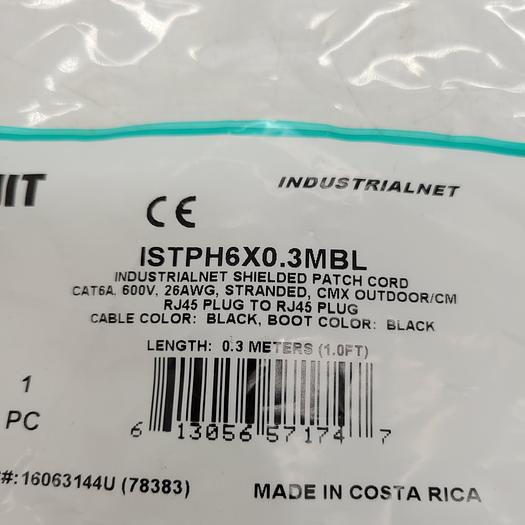 INDUSTRIALNET
CE
ISTPH6X0.3MBL
INDUSTRIALNET SHIELDED PATCH CORD
CAT6A, 600V, 26AWG, STRANDED, CMX OUTDOOR/CM
RJ45 PLUG TO RJ45 PLUG
CABLE COLOR: BLACK, BOOT COLOR: BLACK
LENGTH: 0.3 METERS (1.0FT)
1
PC
6 13056 57174 7
#:16063144U (78383)
MADE IN COSTA RICA